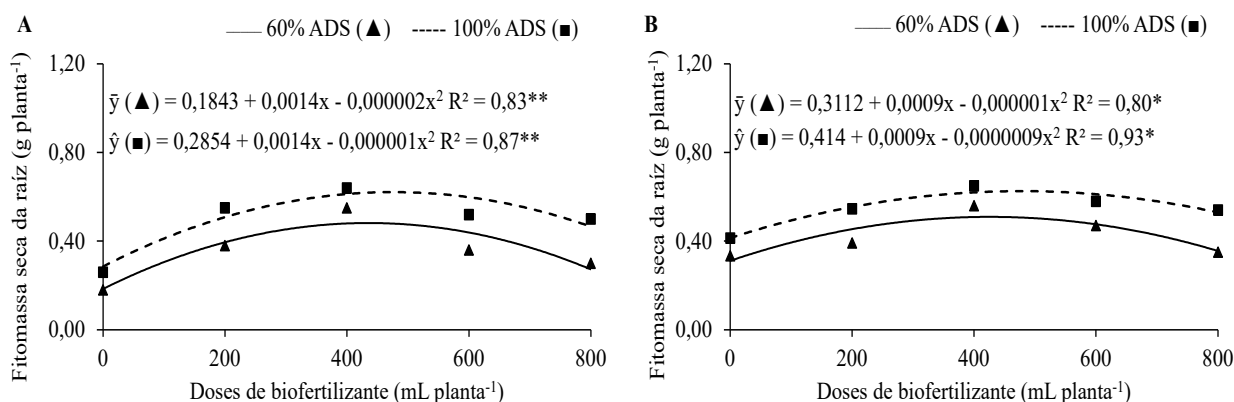 A
60% ADS (▲) 100% ADS (■)
Fitomassa seca da raíz (g planta⁻¹)
1,20
0,80
0,40
0,00
ȳ (▲) = 0,1843 + 0,0014x - 0,000002x² R² = 0,83**
ŷ (■) = 0,2854 + 0,0014x - 0,000001x² R² = 0,87**
0 200 400 600 800
Doses de biofertilizante (mL planta⁻¹)
B
60% ADS (▲) 100% ADS (■)
Fitomassa seca da raíz (g planta⁻¹)
1,20
0,80
0,40
0,00
ȳ (▲) = 0,3112 + 0,0009x - 0,000001x² R² = 0,80*
ŷ (■) = 0,414 + 0,0009x - 0,0000009x² R² = 0,93*
0 200 400 600 800
Doses de biofertilizante (mL planta⁻¹)